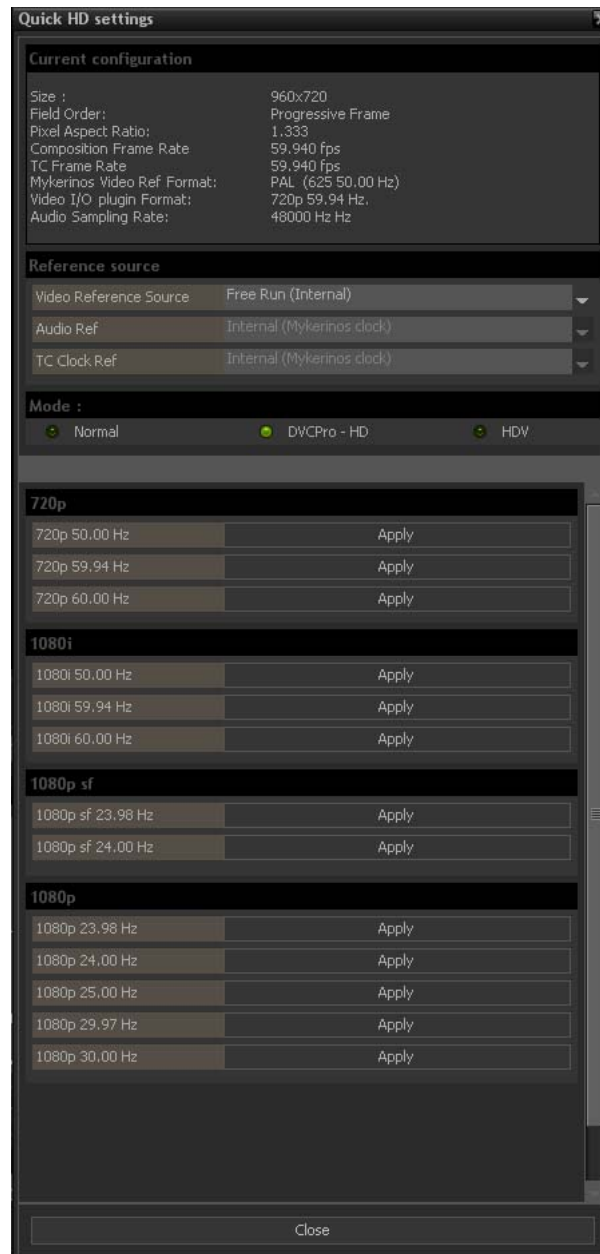 Quick HD settings
Current configuration
Size : 960x720
Field Order: Progressive Frame
Pixel Aspect Ratio: 1.333
Composition Frame Rate 59.940 fps
TC Frame Rate 59.940 fps
Mykerinos Video Ref Format: PAL (625 50.00 Hz)
Video I/O plugin Format: 720p 59.94 Hz.
Audio Sampling Rate: 48000 Hz Hz
Reference source
Video Reference Source Free Run (Internal)
Audio Ref Internal (Mykerinos clock)
TC Clock Ref Internal (Mykerinos clock)
Mode :
Normal DVCPro - HD HDV
720p
720p 50.00 Hz Apply
720p 59.94 Hz Apply
720p 60.00 Hz Apply
1080i
1080i 50.00 Hz Apply
1080i 59.94 Hz Apply
1080i 60.00 Hz Apply
1080p sf
1080p sf 23.98 Hz Apply
1080p sf 24.00 Hz Apply
1080p
1080p 23.98 Hz Apply
1080p 24.00 Hz Apply
1080p 25.00 Hz Apply
1080p 29.97 Hz Apply
1080p 30.00 Hz Apply
Close